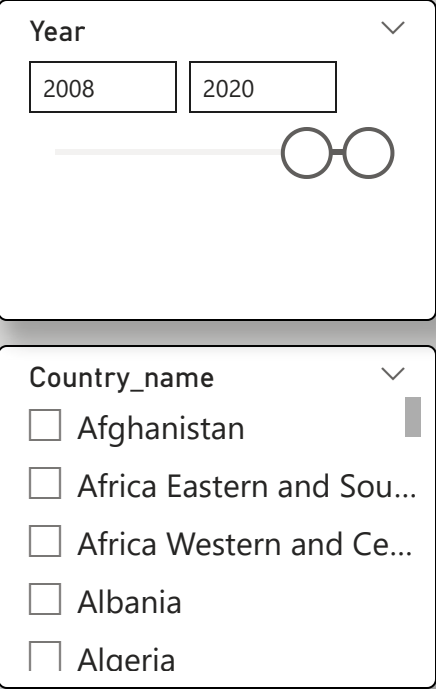 Year
2008 2020
Country_name
Afghanistan
Africa Eastern and Sou...
Africa Western and Ce...
Albania
Algeria